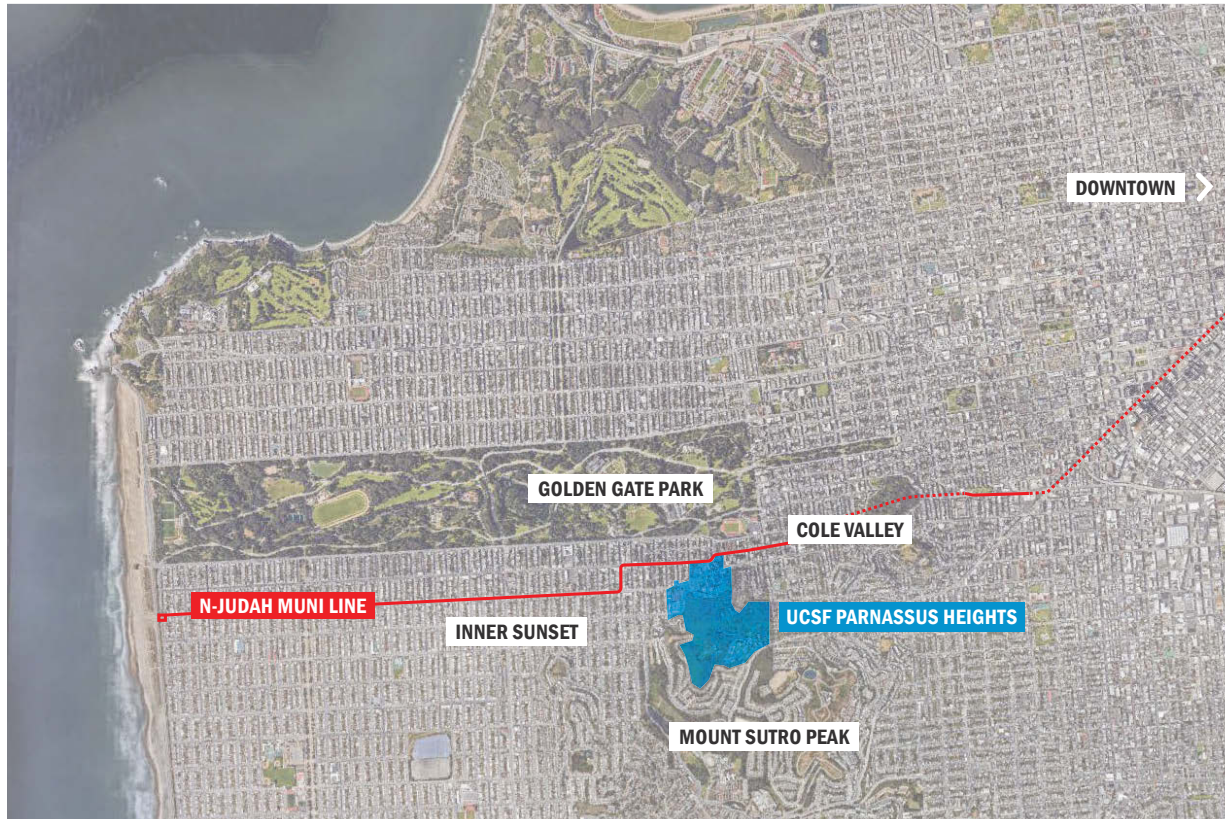 DOWNTOWN
GOLDEN GATE PARK
COLE VALLEY
N-JUDAH MUNI LINE
UCSF PARNASSUS HEIGHTS
INNER SUNSET
MOUNT SUTRO PEAK